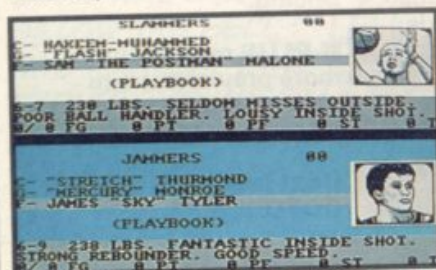 SLAMMERS 00
C- HAKEEM-MUHAMMED
G- "FLASH" JACKSON
F- SAM "THE POSTMAN" MALONE
(PLAYBOOK)
6-7 230 LBS. SELDOM MISSES OUTSIDE.
POOR BALL HANDLER. LOUSY INSIDE SHOT.
0/ 0 FG 0 PT 0 PF 0 ST 0 T
JAMMERS 00
C- "STRETCH" THURMOND
G- "MERCURY" MONROE
F- JAMES "SKY" TYLER
(PLAYBOOK)
6-9 238 LBS. FANTASTIC INSIDE SHOT.
STRONG REBOUNDER. GOOD SPEED.
0/ 0 FG 0 PT 0 PF 0 ST 0 T